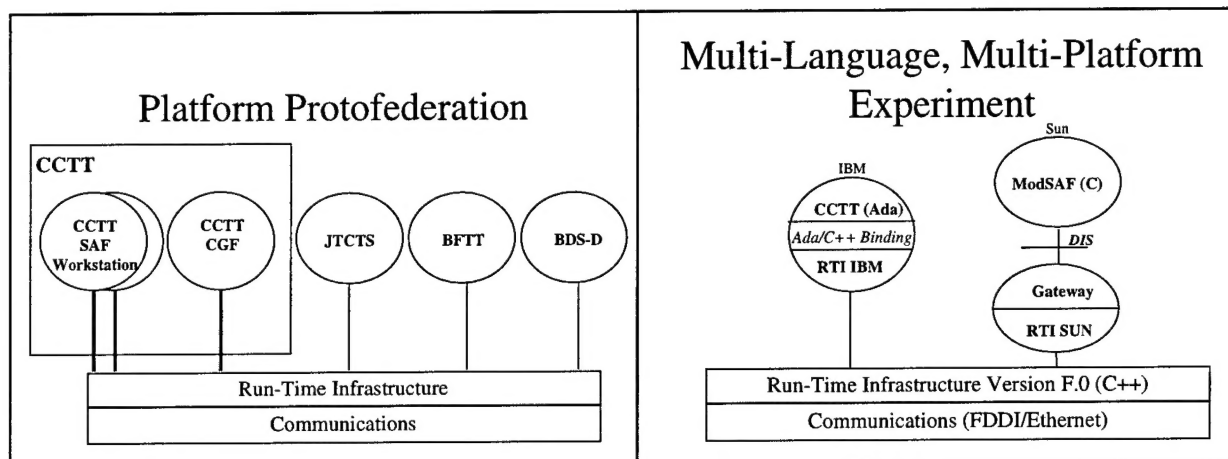 Platform Protofederation
CCTT
CCTT
SAF
Workstation
CCTT
CGF
JTCTS
BFTT
BDS-D
Run-Time Infrastructure
Communications
Multi-Language, Multi-Platform
Experiment
IBM
CCTT (Ada)
Ada/C++ Binding
RTI IBM
Sun
ModSAF (C)
DIS
Gateway
RTI SUN
Run-Time Infrastructure Version F.0 (C++)
Communications (FDDI/Ethernet)